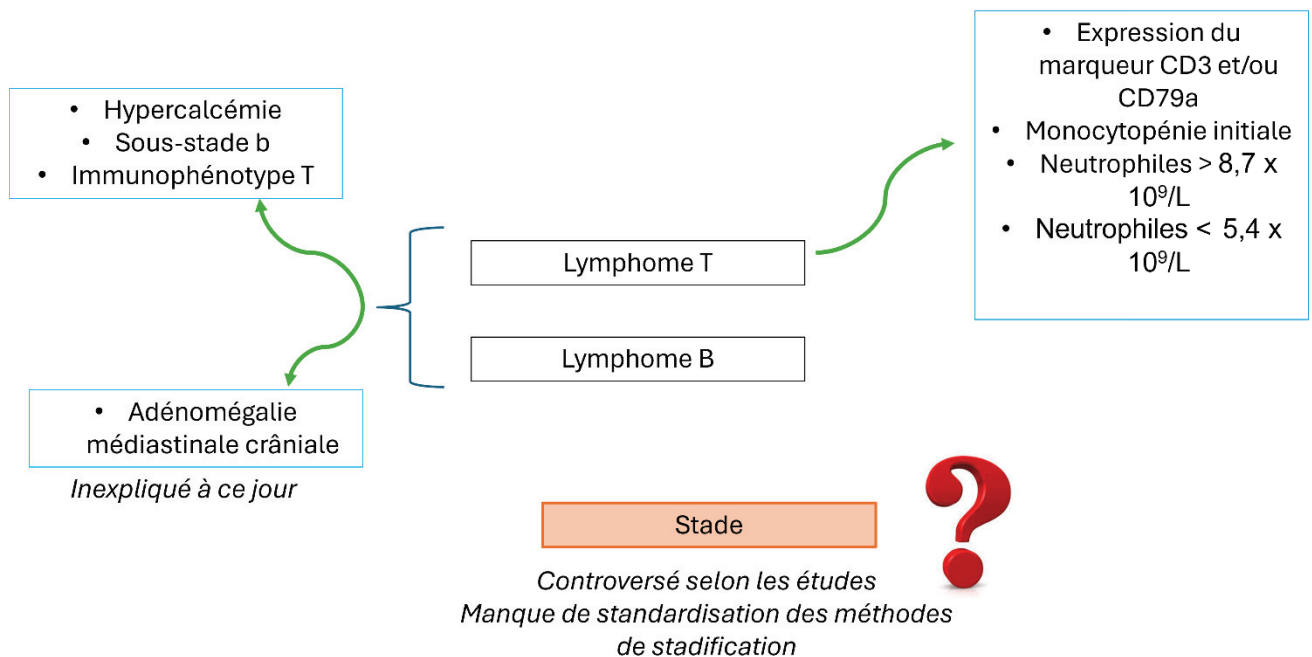 • Hypercalcémie
• Sous-stade b
• Immunophénotype T
• Adénomégalie
médiastinale crâniale
Inexpliqué à ce jour
Lymphome T
Lymphome B
• Expression du
marqueur CD3 et/ou
CD79a
• Monocytopénie initiale
• Neutrophiles > 8,7 x
10⁹/L
• Neutrophiles < 5,4 x
10⁹/L
Stade
Controversé selon les études
Manque de standardisation des méthodes
de stadification
?